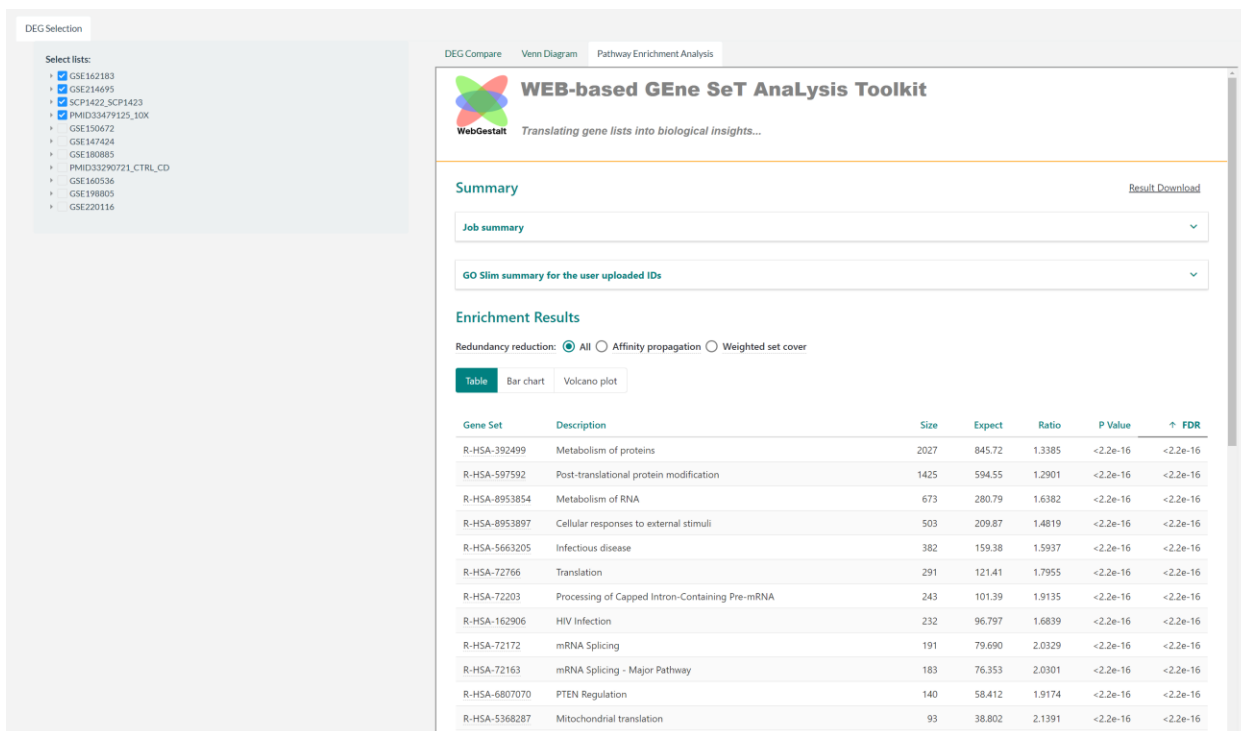 DEG Selection
Select lists:
GSE162183
GSE214695
SCP1422_SCP1423
PMID33479125_10X
GSE150672
GSE147424
GSE180885
PMID33290721_CTRL_CD
GSE160536
GSE198805
GSE220116
DEG Compare Venn Diagram Pathway Enrichment Analysis
WEB-based GEne SeT AnaLysis Toolkit
WebGestalt Translating gene lists into biological insights...
Summary Result Download
Job summary
GO Slim summary for the user uploaded IDs
Enrichment Results
Redundancy reduction: All Affinity propagation Weighted set cover
Table Bar chart Volcano plot
Gene Set Description Size Expect Ratio P Value ↑ FDR
R-HSA-392499 Metabolism of proteins 2027 845.72 1.3385 <2.2e-16 <2.2e-16
R-HSA-597592 Post-translational protein modification 1425 594.55 1.2901 <2.2e-16 <2.2e-16
R-HSA-8953854 Metabolism of RNA 673 280.79 1.6382 <2.2e-16 <2.2e-16
R-HSA-8953897 Cellular responses to external stimuli 503 209.87 1.4819 <2.2e-16 <2.2e-16
R-HSA-5663205 Infectious disease 382 159.38 1.5937 <2.2e-16 <2.2e-16
R-HSA-72766 Translation 291 121.41 1.7955 <2.2e-16 <2.2e-16
R-HSA-72203 Processing of Capped Intron-Containing Pre-mRNA 243 101.39 1.9135 <2.2e-16 <2.2e-16
R-HSA-162906 HIV Infection 232 96.797 1.6839 <2.2e-16 <2.2e-16
R-HSA-72172 mRNA Splicing 191 79.690 2.0329 <2.2e-16 <2.2e-16
R-HSA-72163 mRNA Splicing - Major Pathway 183 76.353 2.0301 <2.2e-16 <2.2e-16
R-HSA-6807070 PTEN Regulation 140 58.412 1.9174 <2.2e-16 <2.2e-16
R-HSA-5368287 Mitochondrial translation 93 38.802 2.1391 <2.2e-16 <2.2e-16